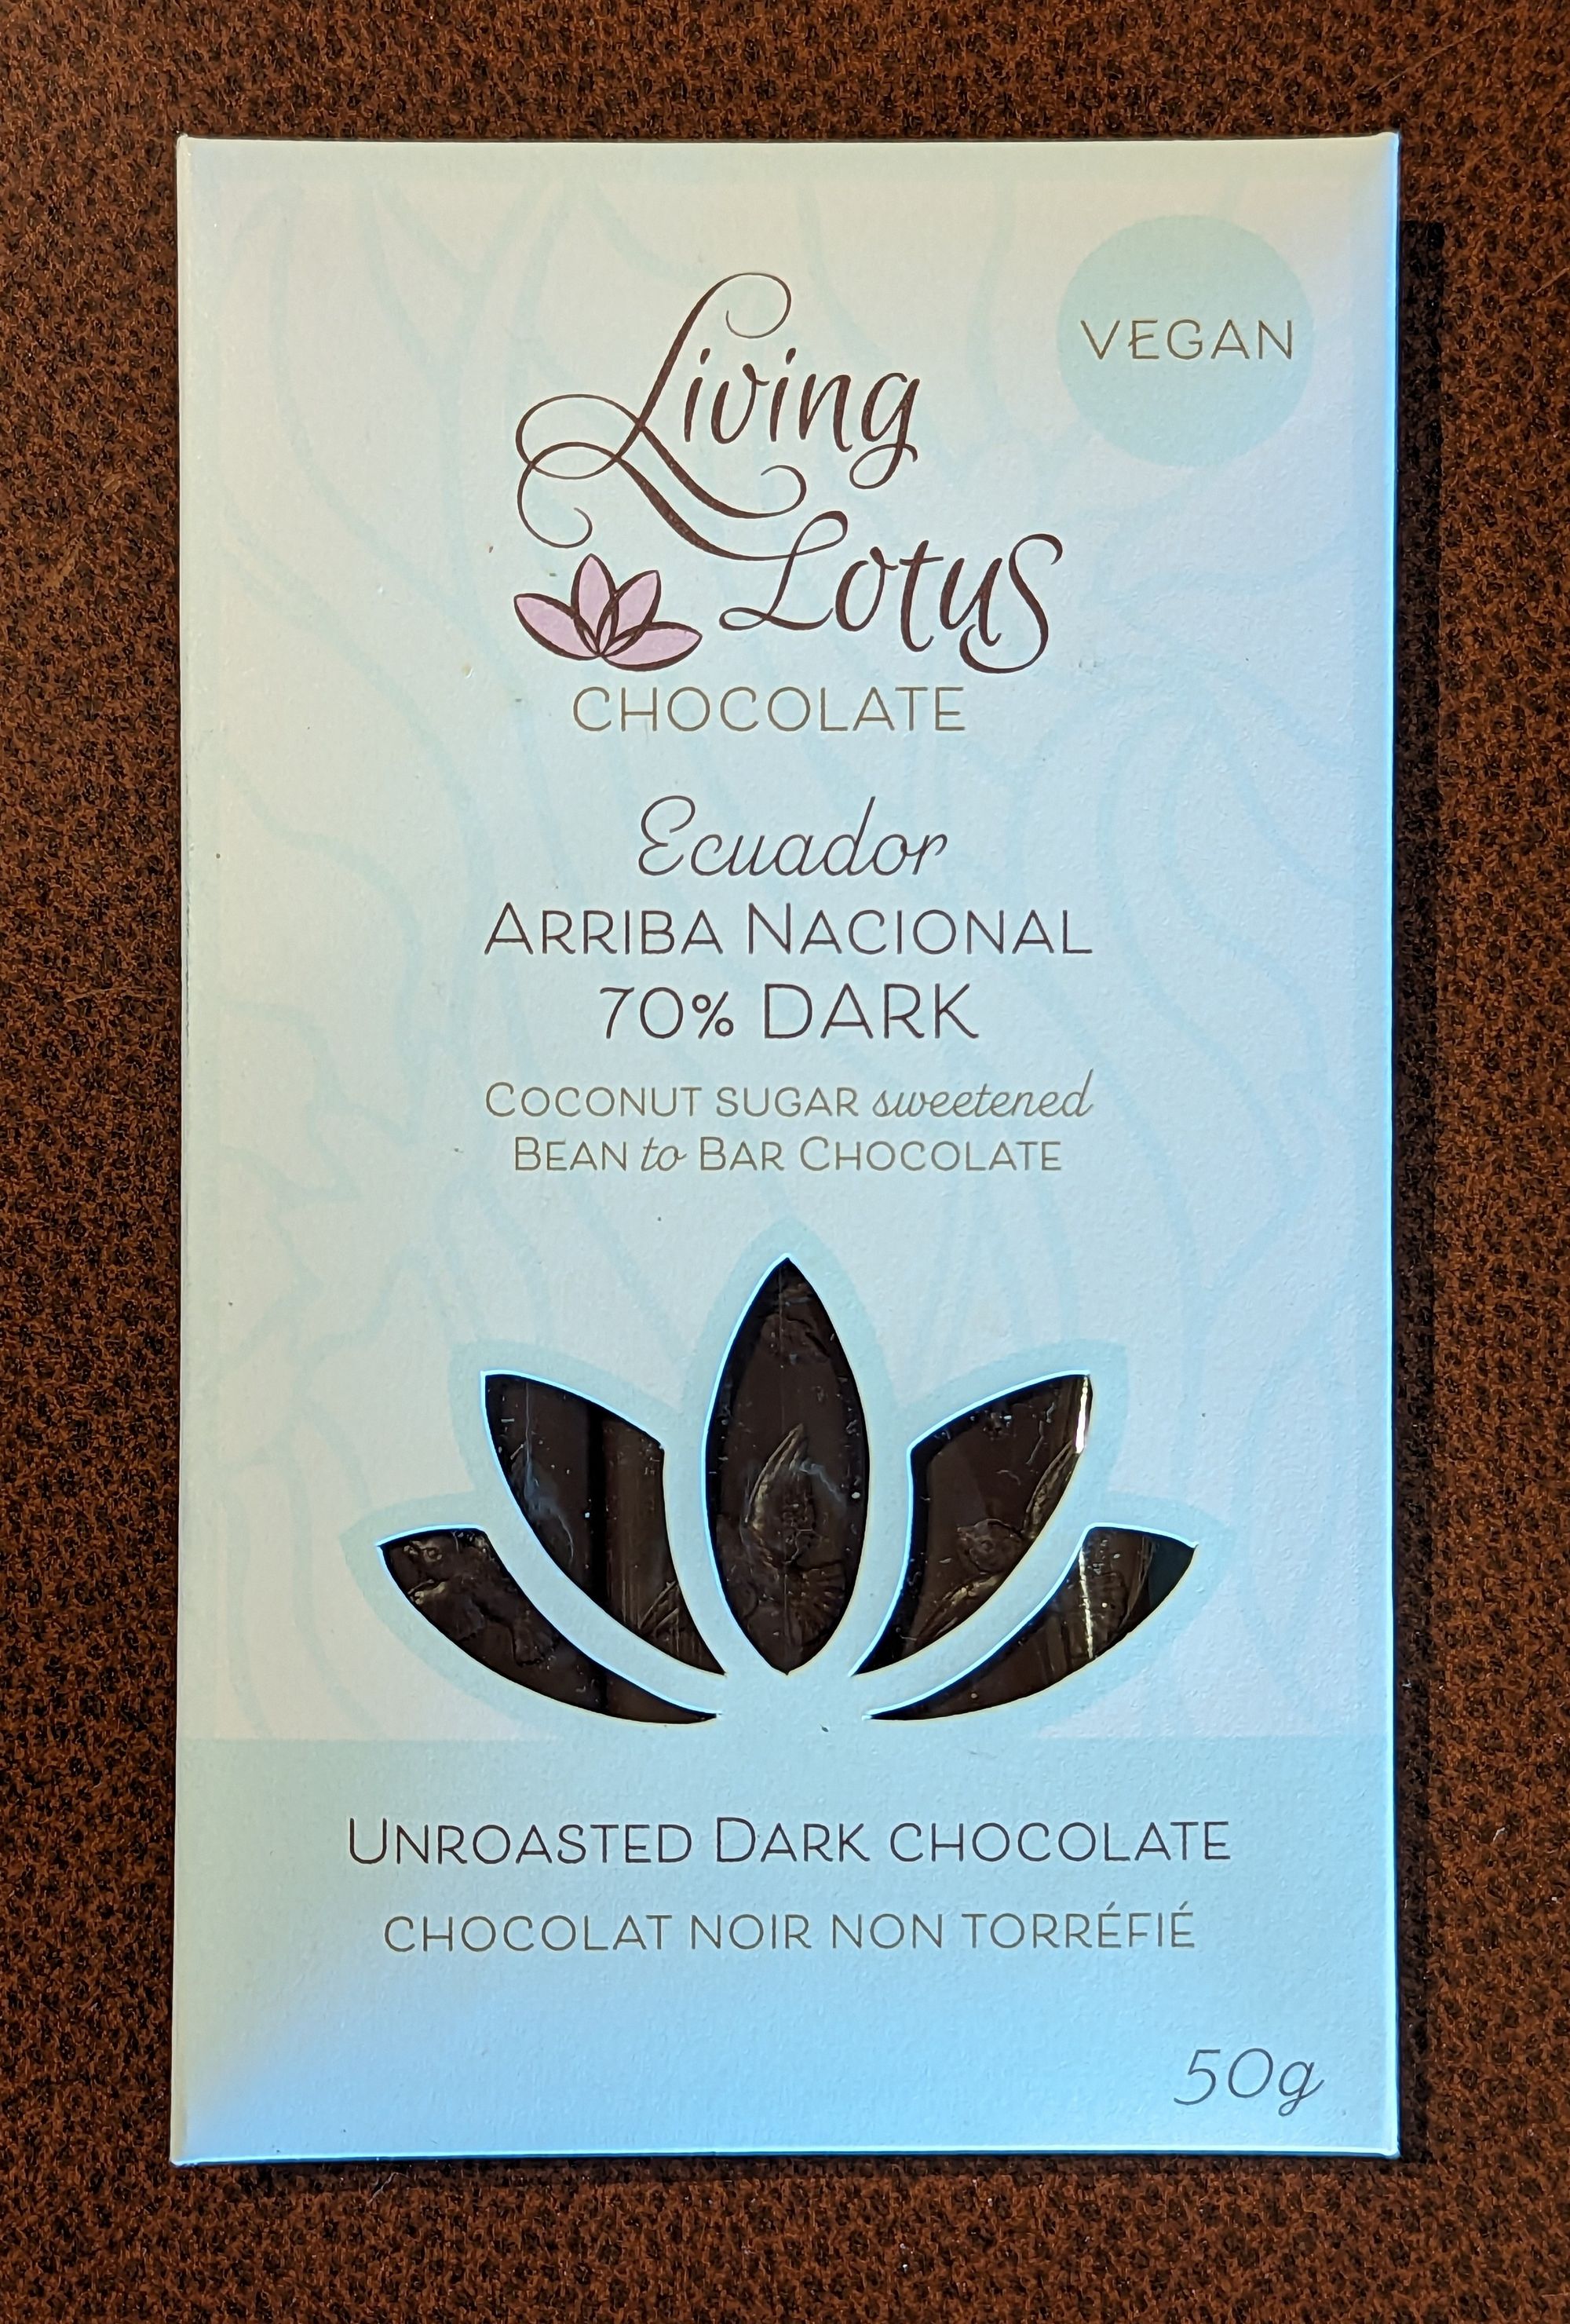 VEGAN
Living
Lotus
CHOCOLATE
Ecuador
ARRIBA NACIONAL
70% DARK
COCONUT SUGAR sweetened
BEAN to BAR CHOCOLATE
UNROASTED DARK CHOCOLATE
CHOCOLAT NOIR NON TORRÉFIÉ
50g